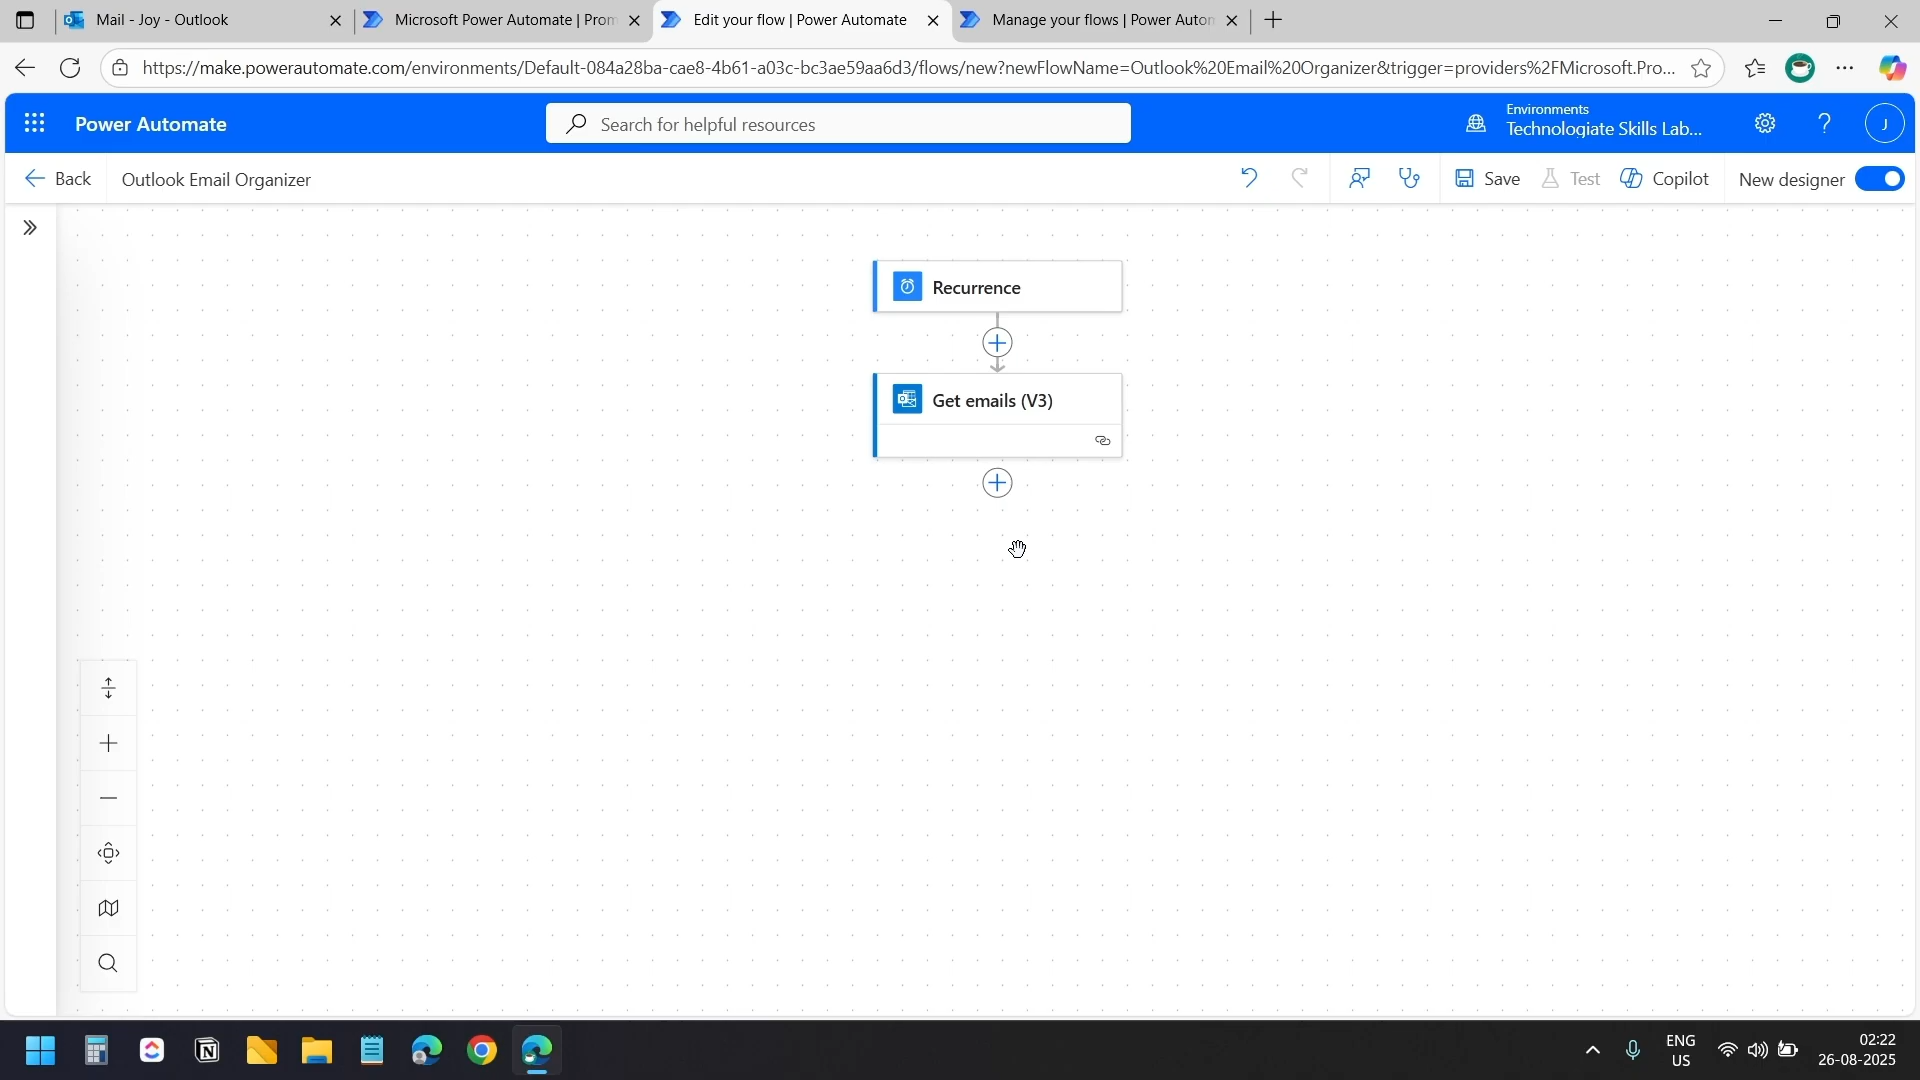 Mail - Joy - Outlook
Microsoft Power Automate | Pron
Edit your flow | Power Automate
Manage your flows | Power Auton
https://make.powerautomate.com/environments/Default-084a28ba-cae8-4b61-a03c-bc3ae59aa6d3/flows/new?newFlowName=Outlook%20Email%20Organizer&trigger=providers%2FMicrosoft.Pro...
Power Automate
Search for helpful resources
Environments
Technologiate Skills Lab...
J
Back
Outlook Email Organizer
Save
Test
Copilot
New designer
Recurrence
Get emails (V3)
ENG
US
02:22
26-08-2025